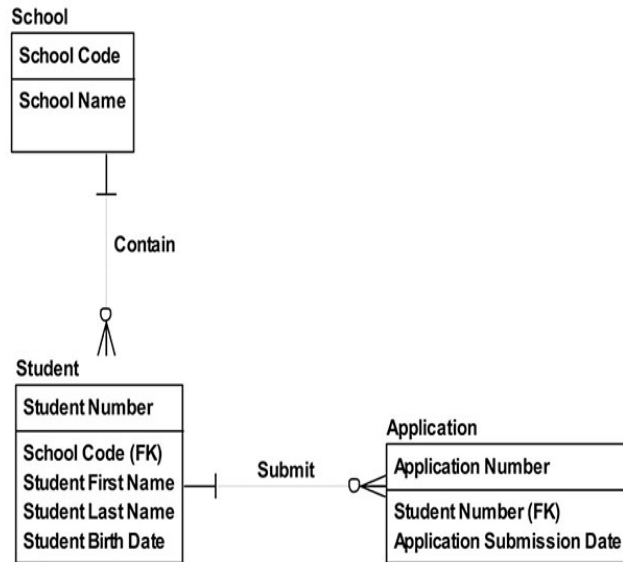 School
School Code
School Name
Contain
Student
Student Number
School Code (FK)
Student First Name
Student Last Name
Student Birth Date
Submit
Application
Application Number
Student Number (FK)
Application Submission Date